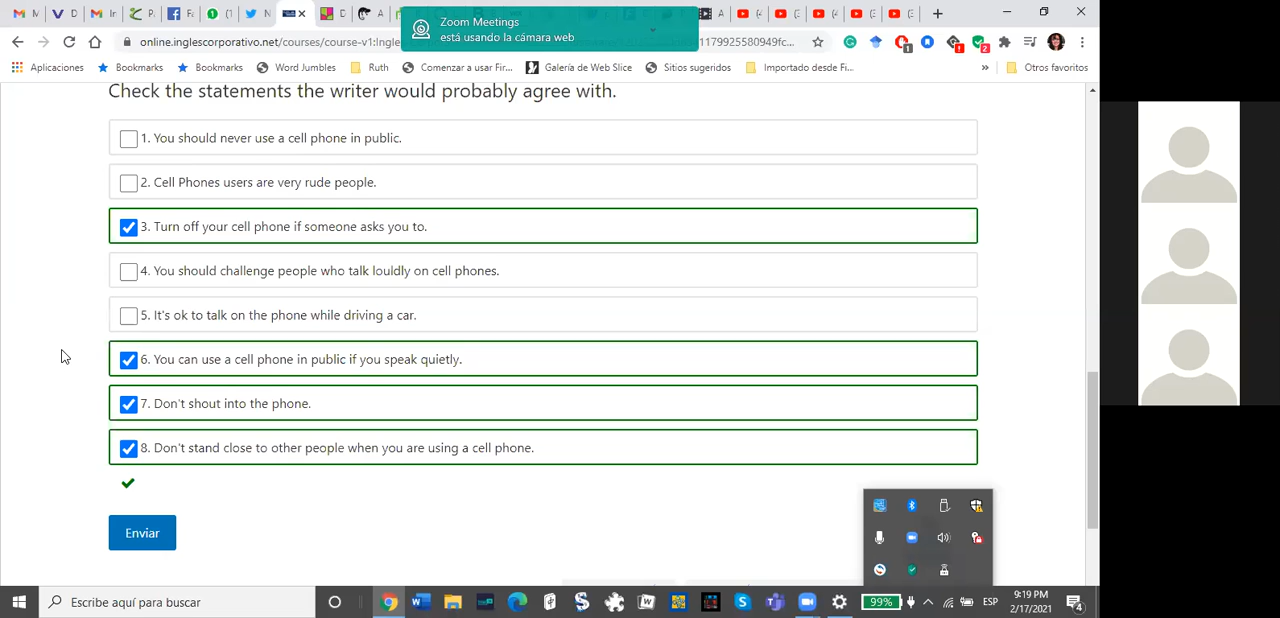 Zoom Meetings
está usando la cámara web
online.inglescorporativo.net/courses/course-v1:Ingle
1179925580949fc...
Aplicaciones
Bookmarks
Bookmarks
Word Jumbles
Ruth
Comenzar a usar Fir...
Galería de Web Slice
Sitios sugeridos
Importado desde Fi...
»
Otros favoritos
Check the statements the writer would probably agree with.
1. You should never use a cell phone in public.
2. Cell Phones users are very rude people.
3. Turn off your cell phone if someone asks you to.
4. You should challenge people who talk louldly on cell phones.
5. It's ok to talk on the phone while driving a car.
6. You can use a cell phone in public if you speak quietly.
7. Don't shout into the phone.
8. Don't stand close to other people when you are using a cell phone.
Enviar
Escribe aquí para buscar
99%
ESP
9:19 PM
2/17/2021
4